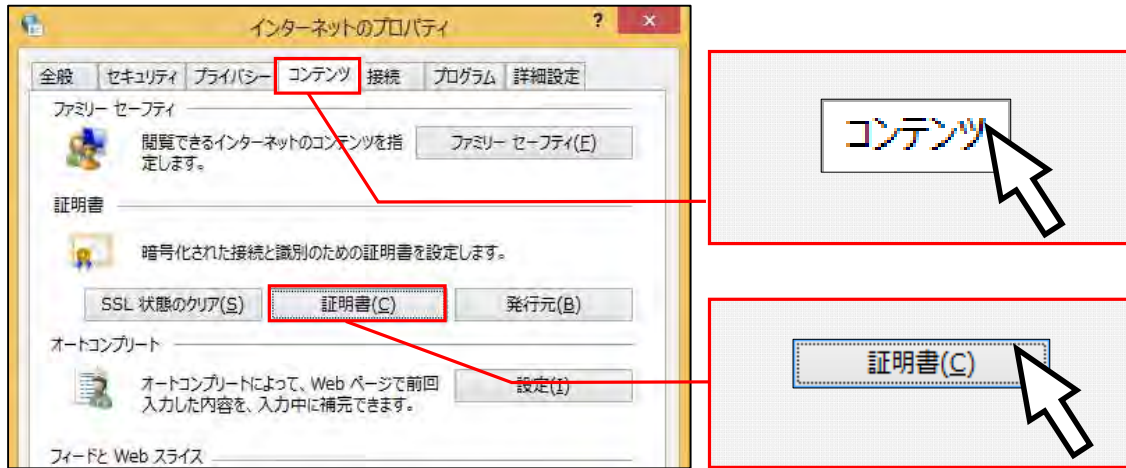 インターネットのプロパティ
?
×
全般
セキュリティ
プライバシー
コンテンツ
接続
プログラム
詳細設定
ファミリー セーフティ
閲覧できるインターネットのコンテンツを指
定します。
ファミリー セーフティ(F)
証明書
暗号化された接続と識別のための証明書を設定します。
SSL 状態のクリア(S)
証明書(C)
発行元(B)
オートコンプリート
オートコンプリートによって、Web ページで前回
入力した内容を、入力中に補完できます。
設定(I)
フィードと Web スライス
コンテンツ
証明書(C)